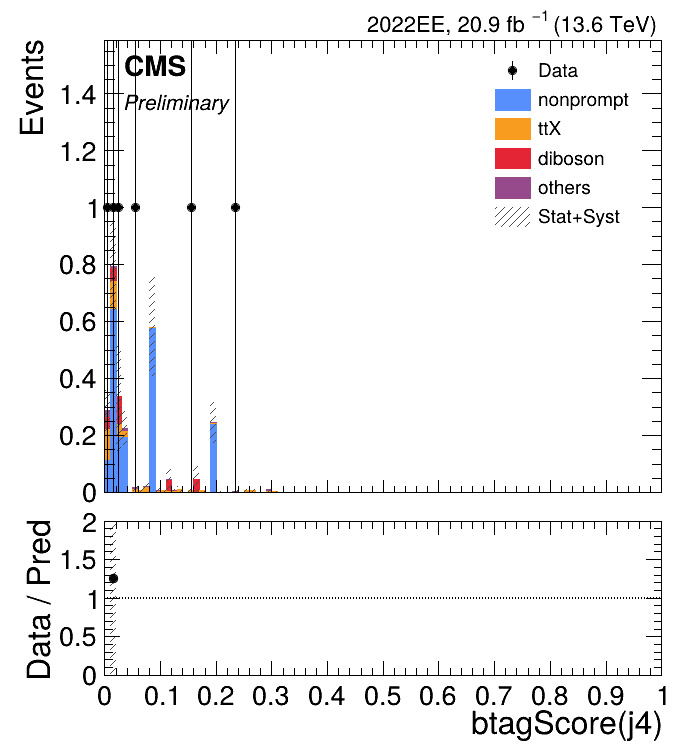 2022EE, 20.9 fb⁻¹ (13.6 TeV)
CMS
Preliminary
Events
Data
nonprompt
ttX
diboson
others
Stat+Syst
1.4
1.2
1
0.8
0.6
0.4
0.2
0
Data / Pred
2
1.5
1
0.5
0
0 0.1 0.2 0.3 0.4 0.5 0.6 0.7 0.8 0.9 1
btagScore(j4)